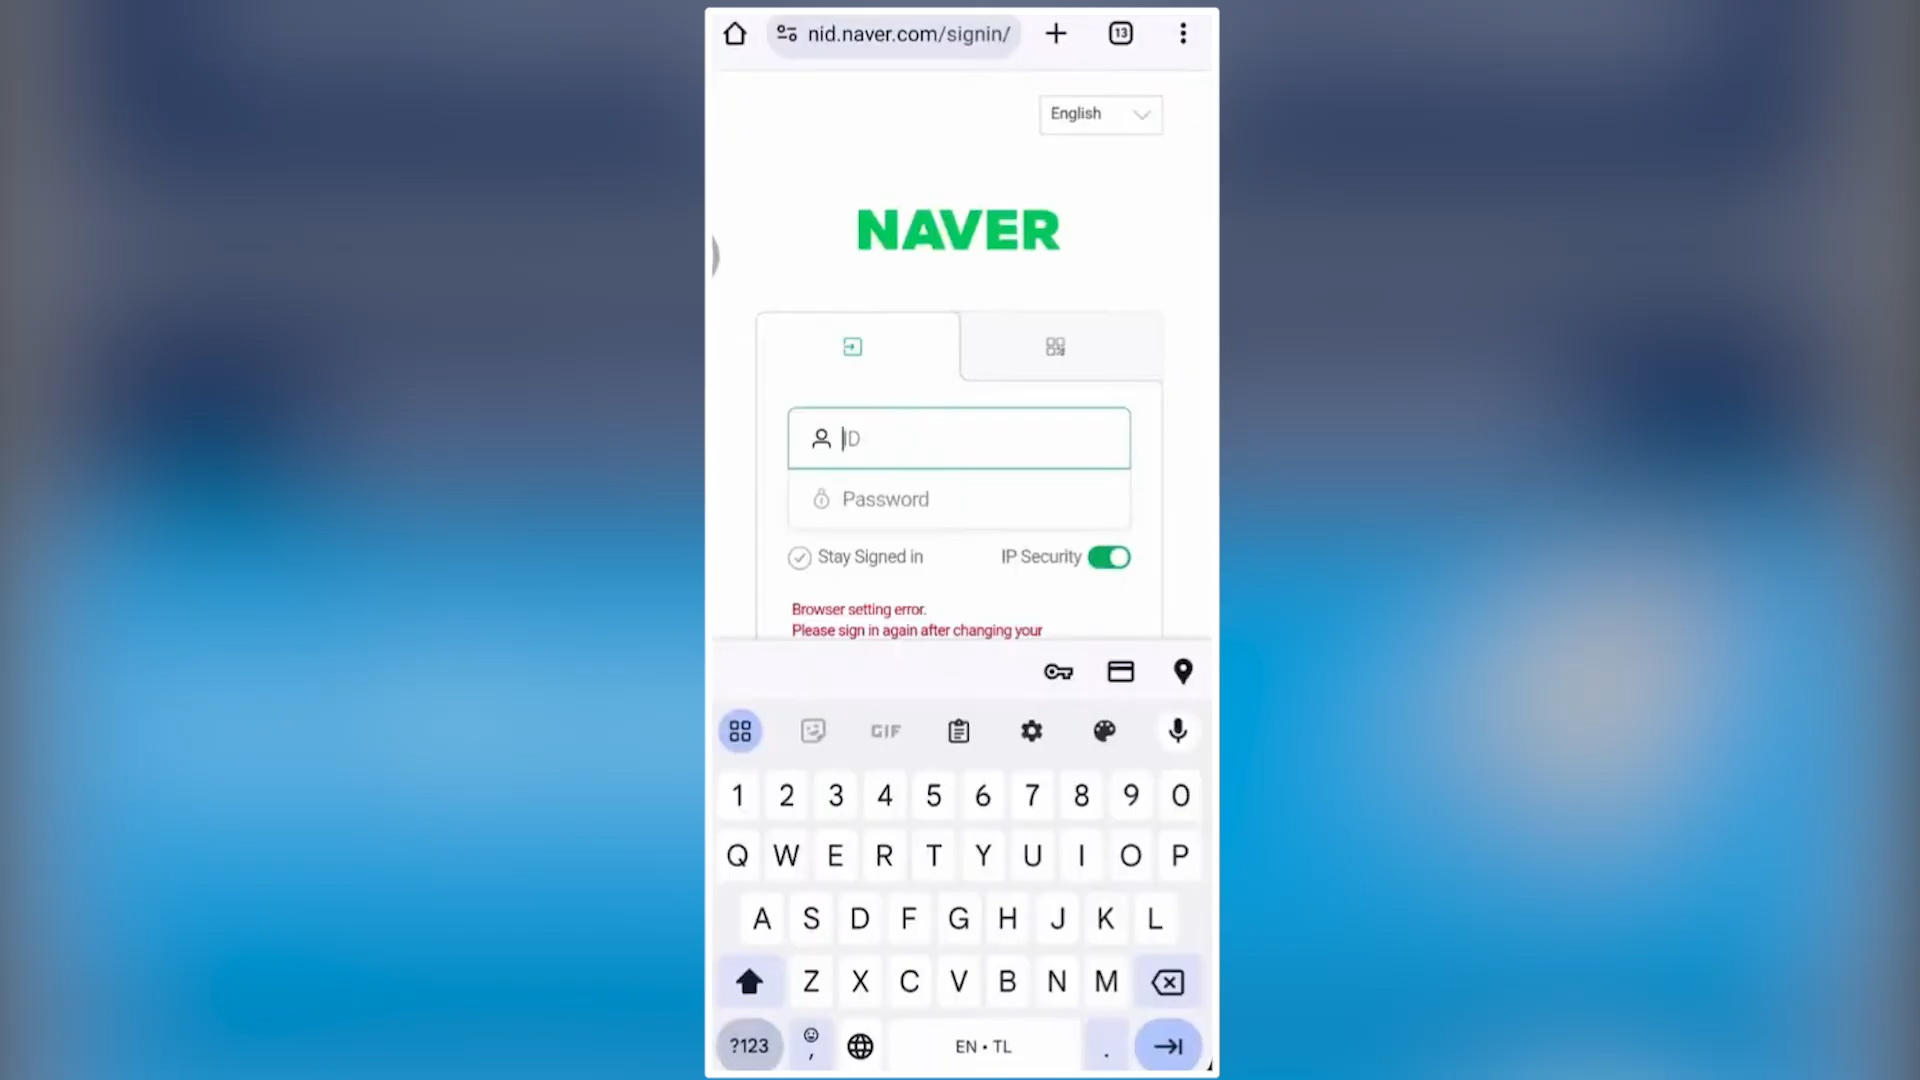 nid.naver.com/signin/
13
English
NAVER
ID
Password
Stay Signed in
IP Security
Browser setting error.
Please sign in again after changing your
GIF
1 2 3 4 5 6 7 8 9 0
Q W E R T Y U I O P
A S D F G H J K L
Z X C V B N M
?123 , EN • TL .